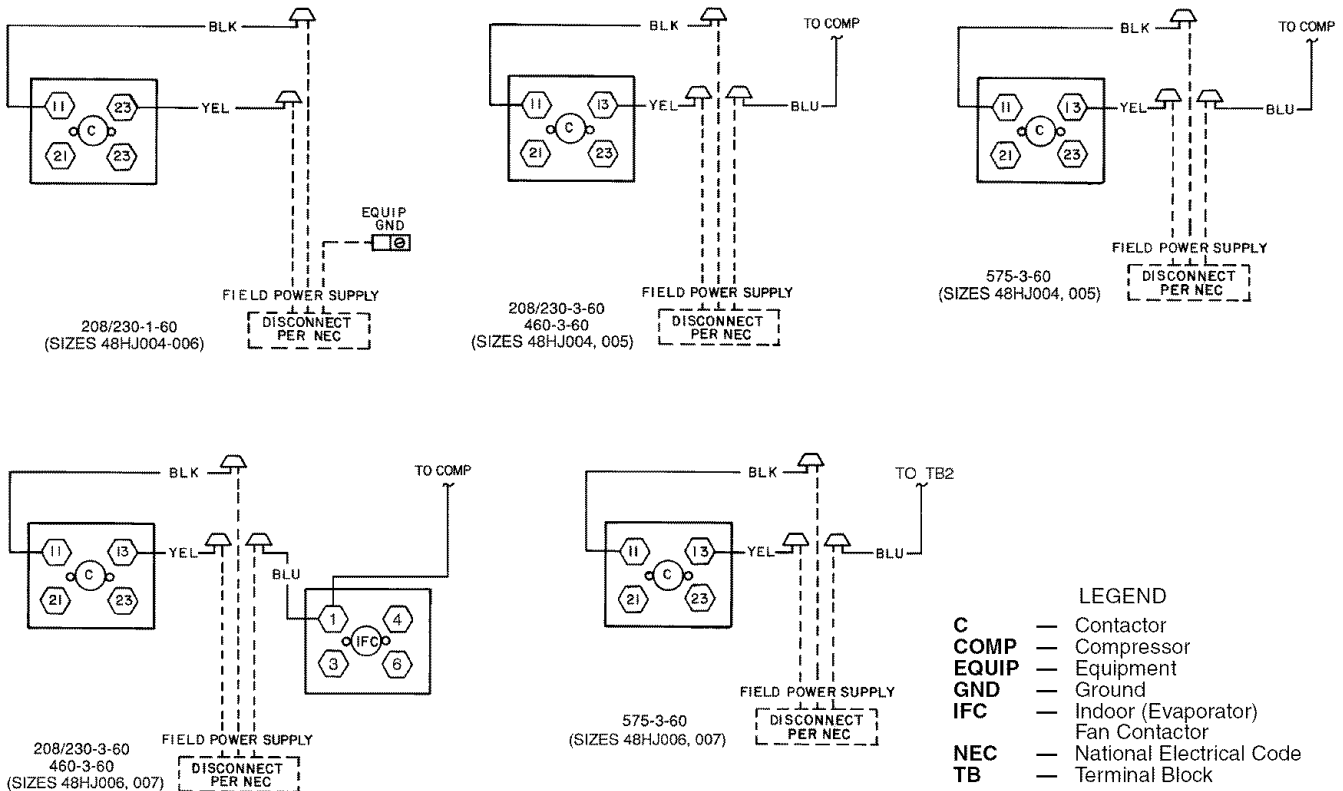 BLK
11
23
YEL
C
21
23
EQUIP
GND
FIELD POWER SUPPLY
DISCONNECT
PER NEC
208/230-1-60
(SIZES 48HJ004-006)
BLK
TO COMP
11
13
YEL
BLU
C
21
23
FIELD POWER SUPPLY
DISCONNECT
PER NEC
208/230-3-60
460-3-60
(SIZES 48HJ004, 005)
BLK
TO COMP
11
13
YEL
BLU
C
21
23
FIELD POWER SUPPLY
DISCONNECT
PER NEC
575-3-60
(SIZES 48HJ004, 005)
BLK
TO COMP
11
13
YEL
C
BLU
21
23
1
4
IFC
3
6
FIELD POWER SUPPLY
DISCONNECT
PER NEC
208/230-3-60
460-3-60
(SIZES 48HJ006, 007)
BLK
TO TB2
11
13
YEL
BLU
C
21
23
FIELD POWER SUPPLY
DISCONNECT
PER NEC
575-3-60
(SIZES 48HJ006, 007)
LEGEND
C — Contactor
COMP — Compressor
EQUIP — Equipment
GND — Ground
IFC — Indoor (Evaporator)
Fan Contactor
NEC — National Electrical Code
TB — Terminal Block